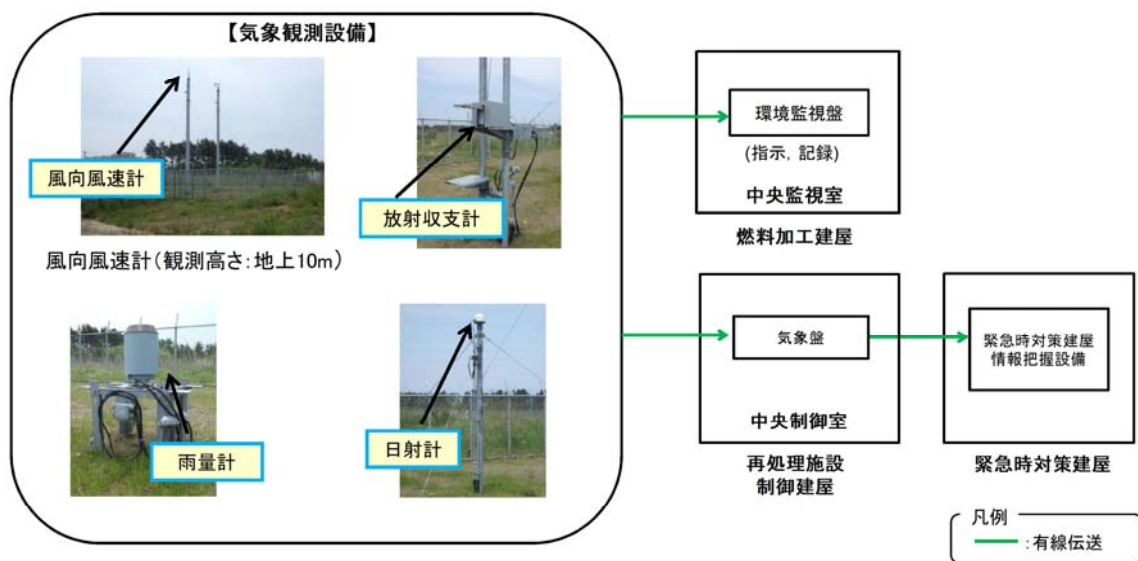 【気象観測設備】
風向風速計
放射収支計
風向風速計(観測高さ:地上10m)
雨量計
日射計
環境監視盤
(指示, 記録)
中央監視室
燃料加工建屋
気象盤
中央制御室
再処理施設
制御建屋
緊急時対策建屋
情報把握設備
緊急時対策建屋
凡例
:有線伝送